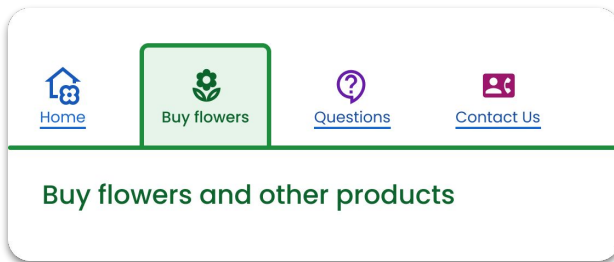 Home
Buy flowers
Questions
Contact Us
Buy flowers and other products